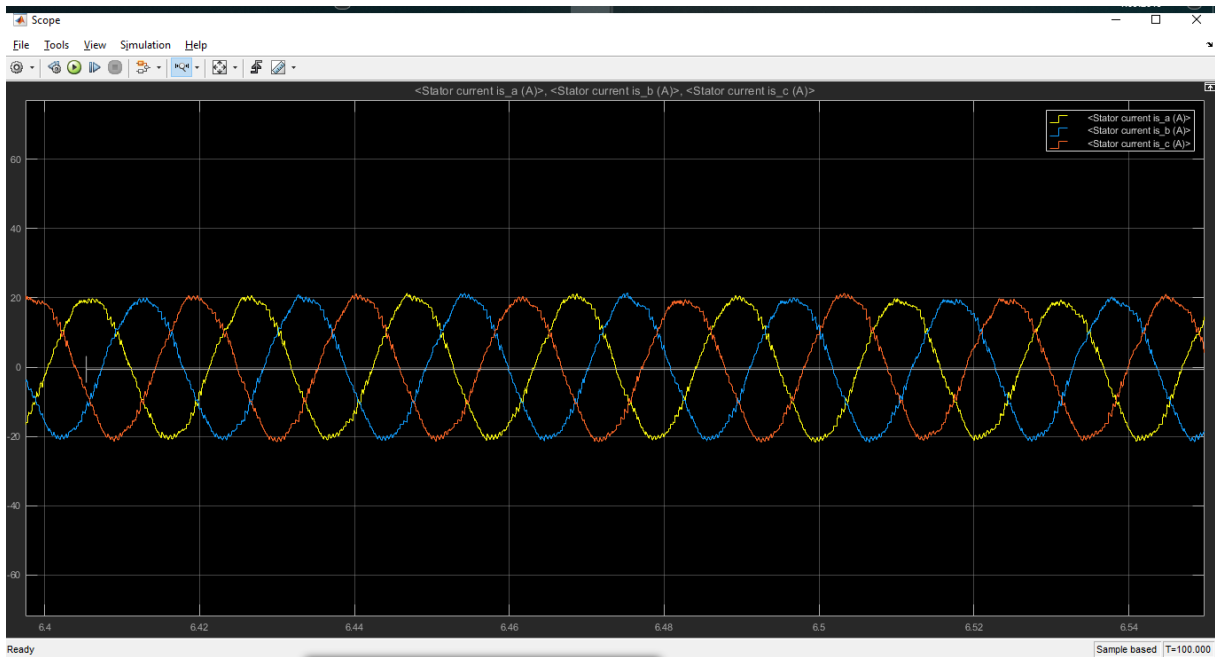 Scope
File Tools View Simulation Help
<Stator current is_a (A)>, <Stator current is_b (A)>, <Stator current is_c (A)>
<Stator current is_a (A)>
<Stator current is_b (A)>
<Stator current is_c (A)>
60
40
20
0
-20
-40
-60
6.4 6.42 6.44 6.46 6.48 6.5 6.52 6.54
Ready Sample based T=100.000